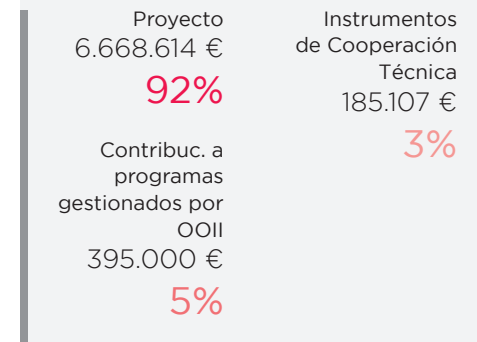 Proyecto
6.668.614 €
92%
Contribuc. a
programas
gestionados por
OOII
395.000 €
5%
Instrumentos
de Cooperación
Técnica
185.107 €
3%